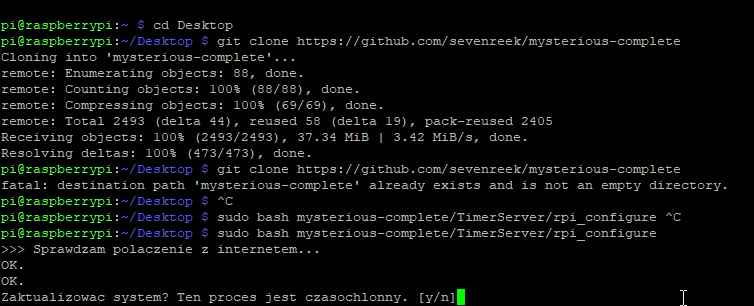 pi@raspberrypi:~ $ cd Desktop
pi@raspberrypi:~/Desktop $ git clone https://github.com/sevenreek/mysterious-complete
Cloning into 'mysterious-complete'...
remote: Enumerating objects: 88, done.
remote: Counting objects: 100% (88/88), done.
remote: Compressing objects: 100% (69/69), done.
remote: Total 2493 (delta 44), reused 58 (delta 19), pack-reused 2405
Receiving objects: 100% (2493/2493), 37.34 MiB | 3.42 MiB/s, done.
Resolving deltas: 100% (473/473), done.
pi@raspberrypi:~/Desktop $ git clone https://github.com/sevenreek/mysterious-complete
fatal: destination path 'mysterious-complete' already exists and is not an empty directory.
pi@raspberrypi:~/Desktop $ ^C
pi@raspberrypi:~/Desktop $ sudo bash mysterious-complete/TimerServer/rpi_configure ^C
pi@raspberrypi:~/Desktop $ sudo bash mysterious-complete/TimerServer/rpi_configure
>>> Sprawdzam polaczenie z internetem...
OK.
OK.
Zaktualizowac system? Ten proces jest czasochlonny. [y/n]